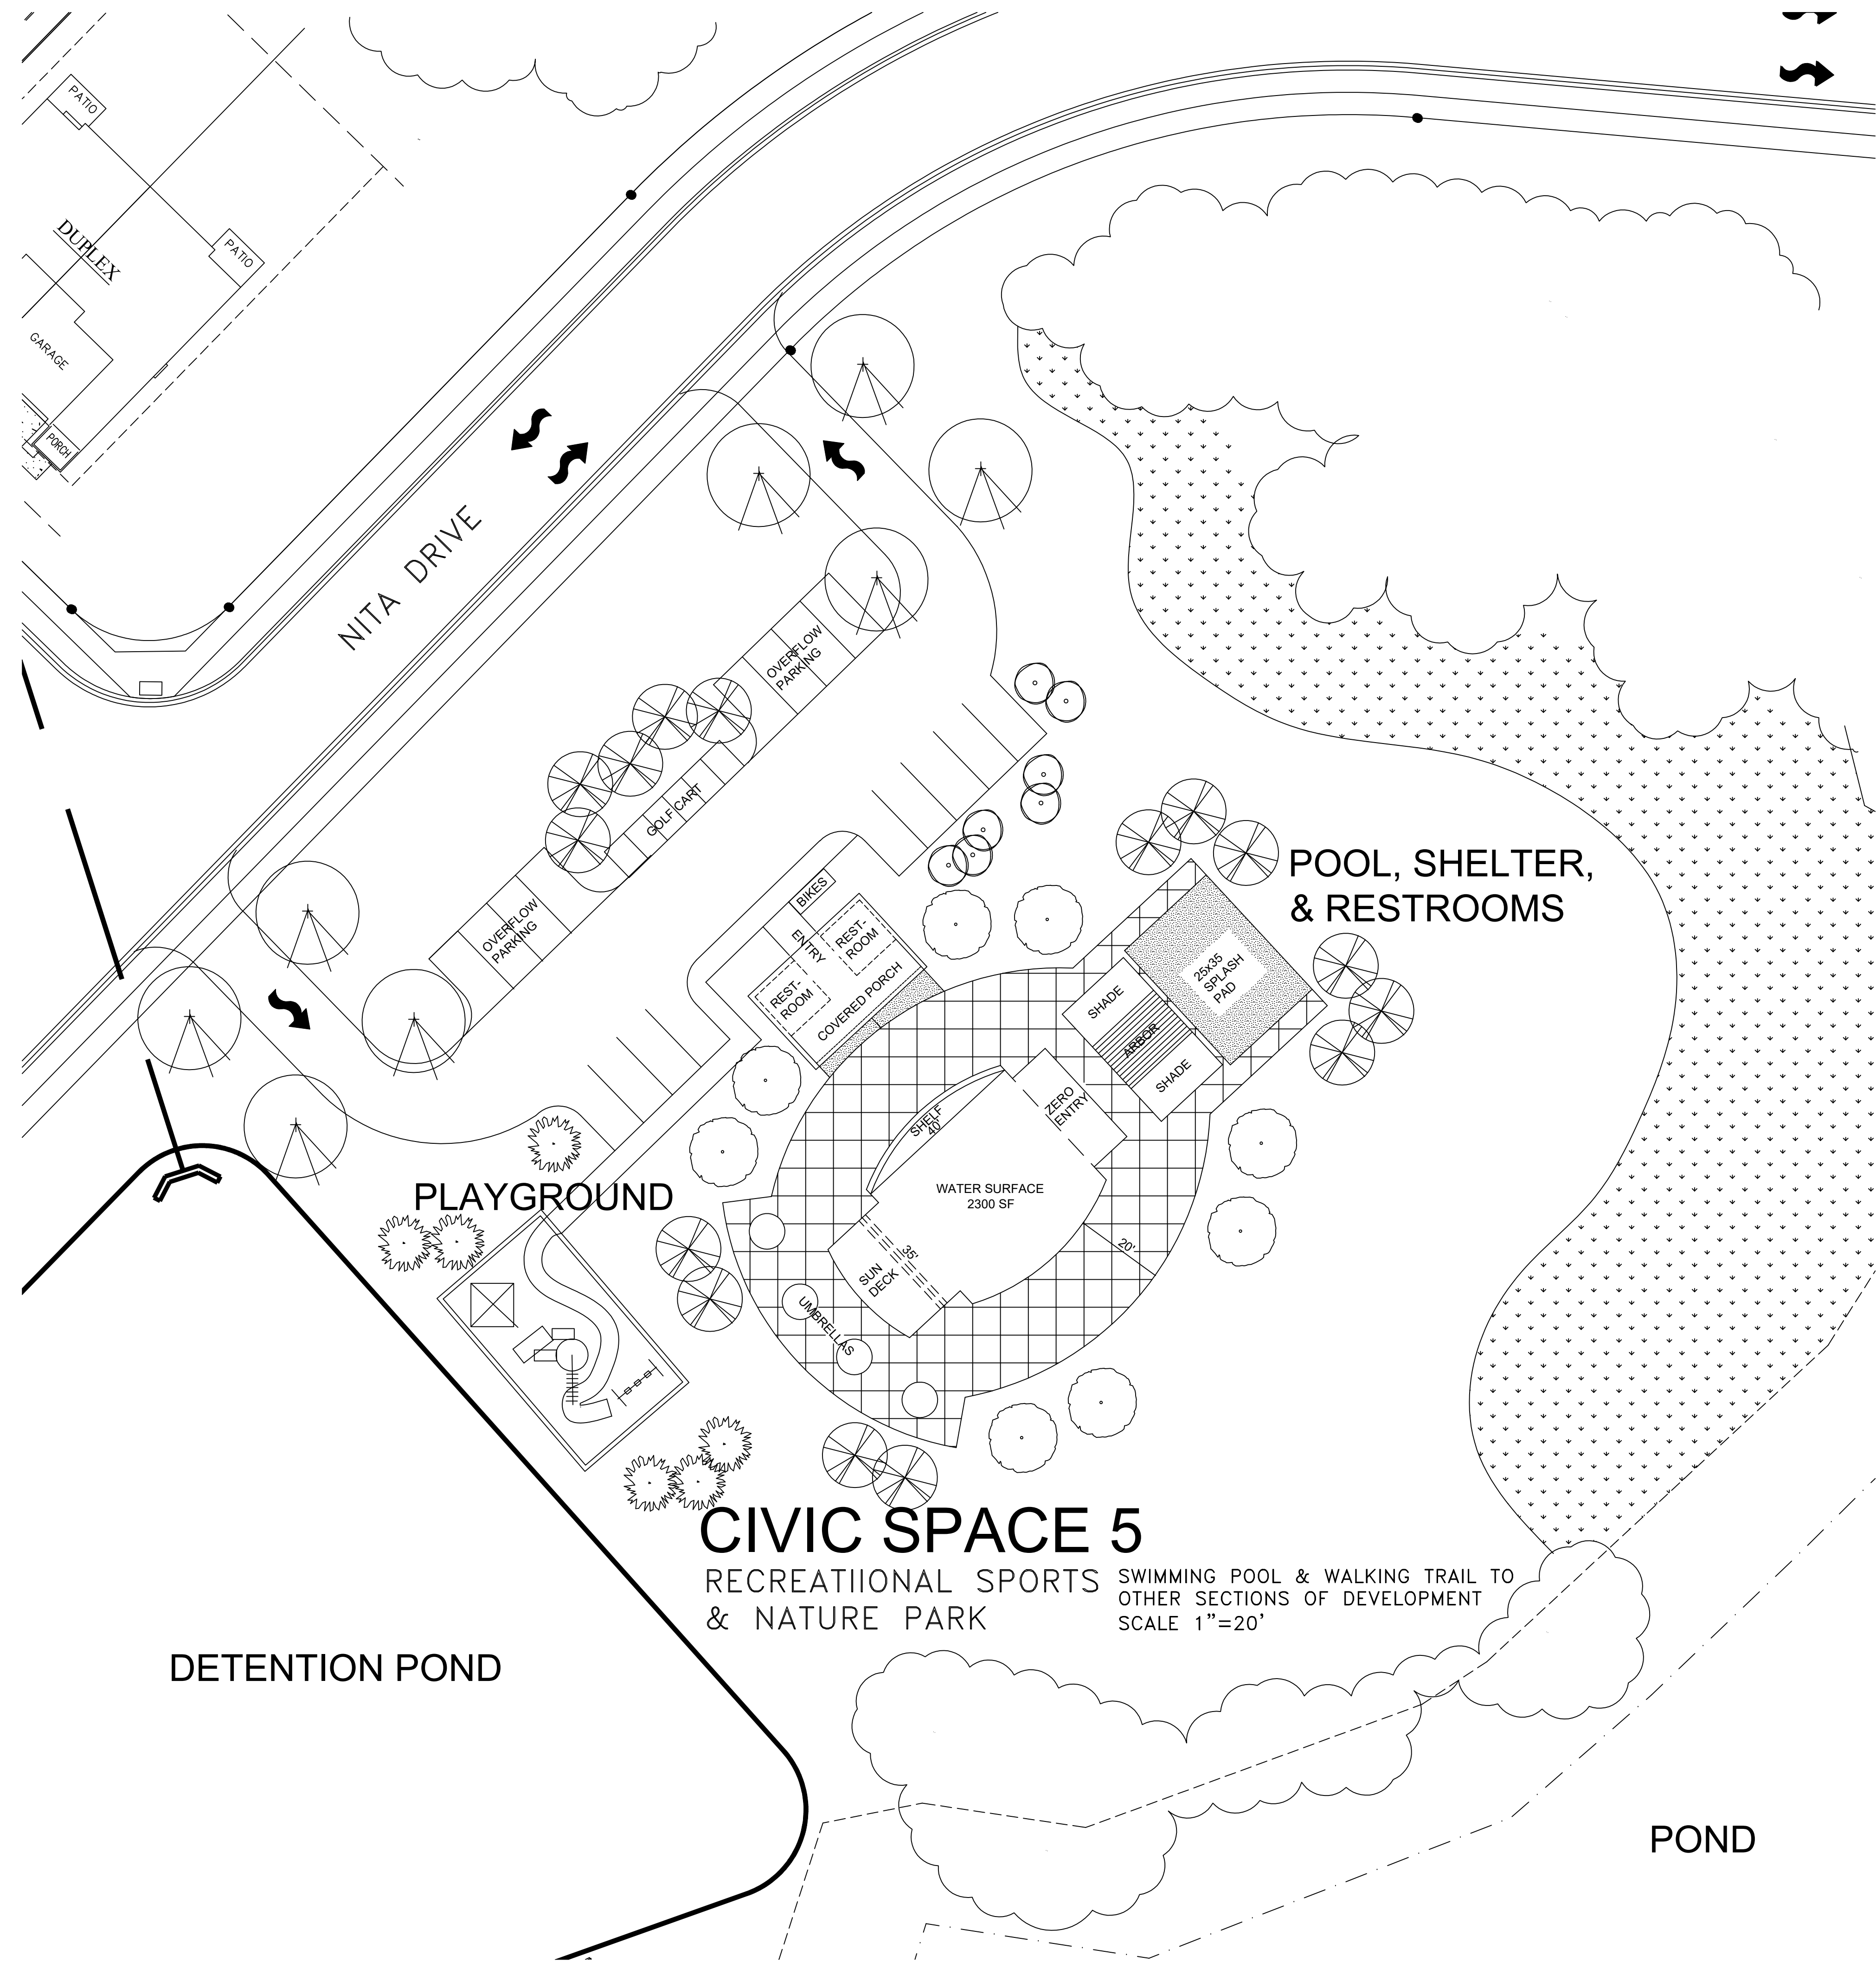 PATIO
DUPLEX
PATIO
GARAGE
PORCH
NITA DRIVE
OVERFLOW
PARKING
GOLF CART
OVERFLOW
PARKING
BIKES
ENTRY
REST-
ROOM
REST-
ROOM
COVERED PORCH
POOL, SHELTER,
& RESTROOMS
25x35
SPLASH
PAD
SHADE
ARBOR
SHADE
ZERO
ENTRY
SHELF
40'
WATER SURFACE
2300 SF
20'
35'
SUN
DECK
UMBRELLAS
PLAYGROUND
CIVIC SPACE 5
RECREATIIONAL SPORTS
& NATURE PARK
SWIMMING POOL & WALKING TRAIL TO
OTHER SECTIONS OF DEVELOPMENT
SCALE 1"=20'
DETENTION POND
POND